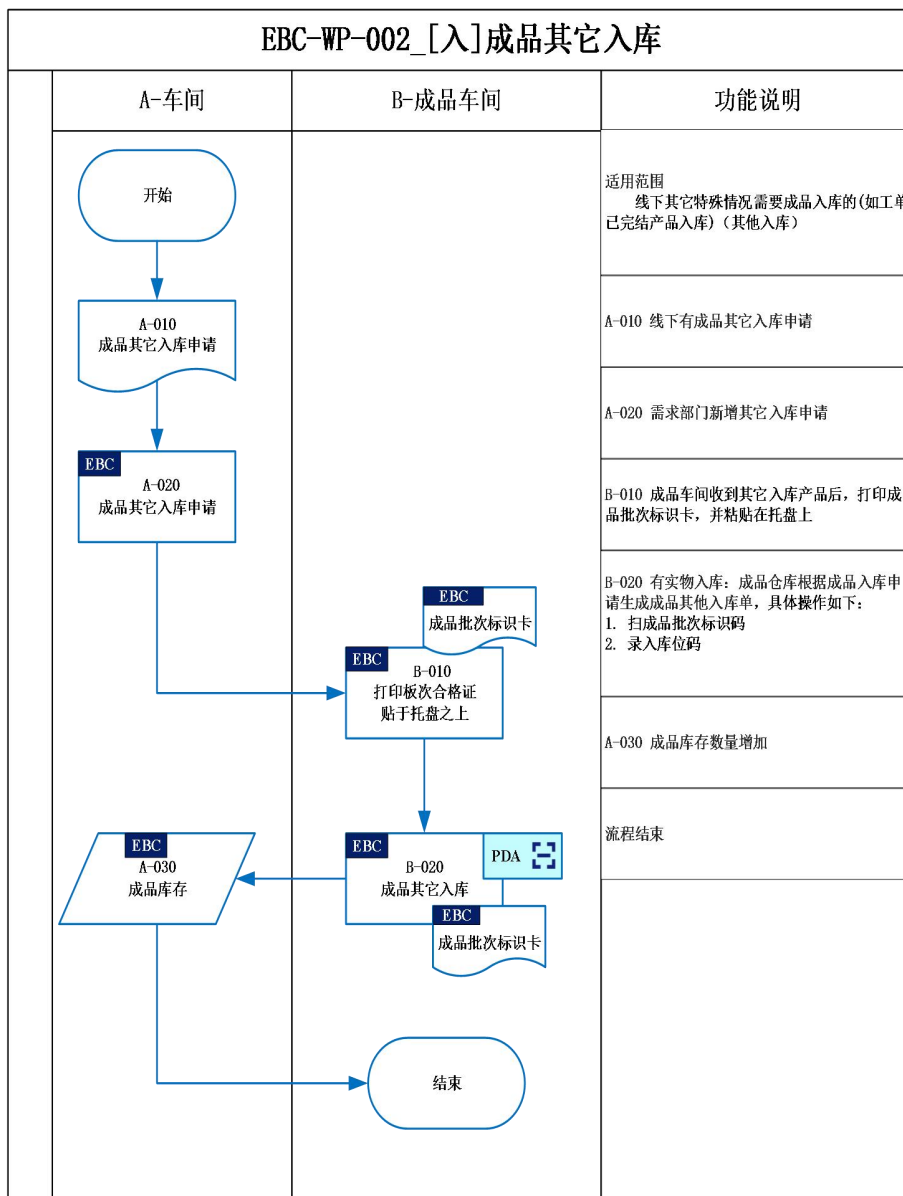 EBC-WP-002_[入]成品其它入库
A-车间
B-成品车间
功能说明
开始
适用范围
线下其它特殊情况需要成品入库的(如工单
已完结产品入库)（其他入库）
A-010
成品其它入库申请
A-010 线下有成品其它入库申请
EBC
A-020
成品其它入库申请
A-020 需求部门新增其它入库申请
B-010 成品车间收到其它入库产品后，打印成
品批次标识卡，并粘贴在托盘上
EBC
成品批次标识卡
EBC
B-010
打印板次合格证
贴于托盘之上
B-020 有实物入库：成品仓库根据成品入库申
请生成成品其他入库单，具体操作如下：
1. 扫成品批次标识码
2. 录入库位码
A-030 成品库存数量增加
EBC
A-030
成品库存
EBC
B-020
成品其它入库
PDA
EBC
成品批次标识卡
流程结束
结束